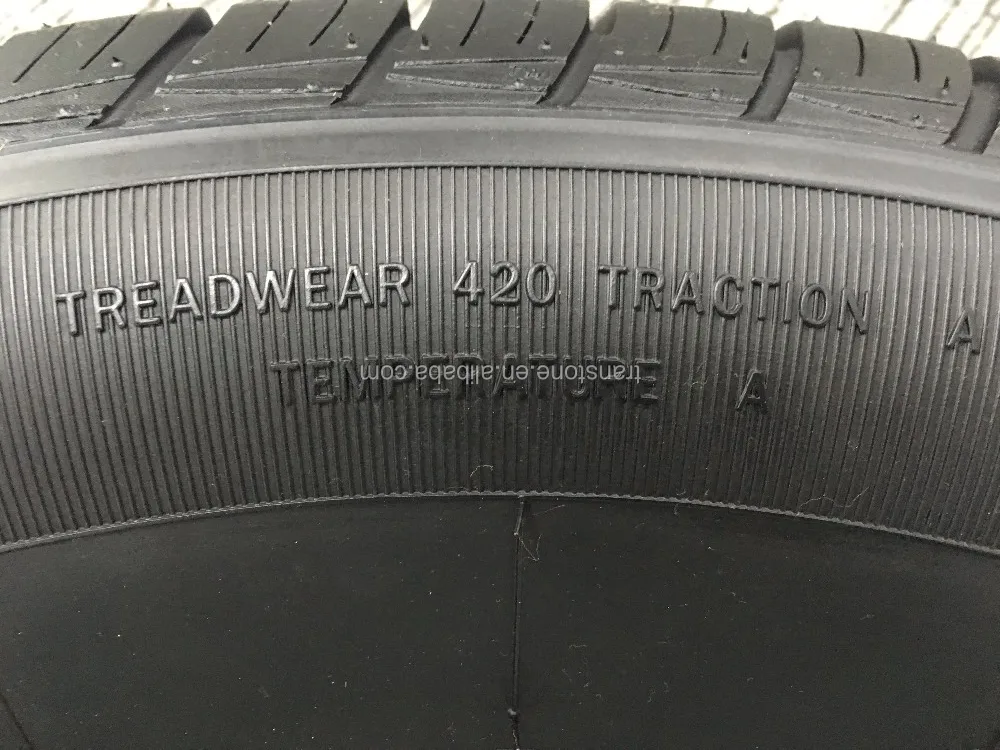 TREADWEAR 420 TRACTION A
TEMPERATURE A
transtone.en.alibaba.com